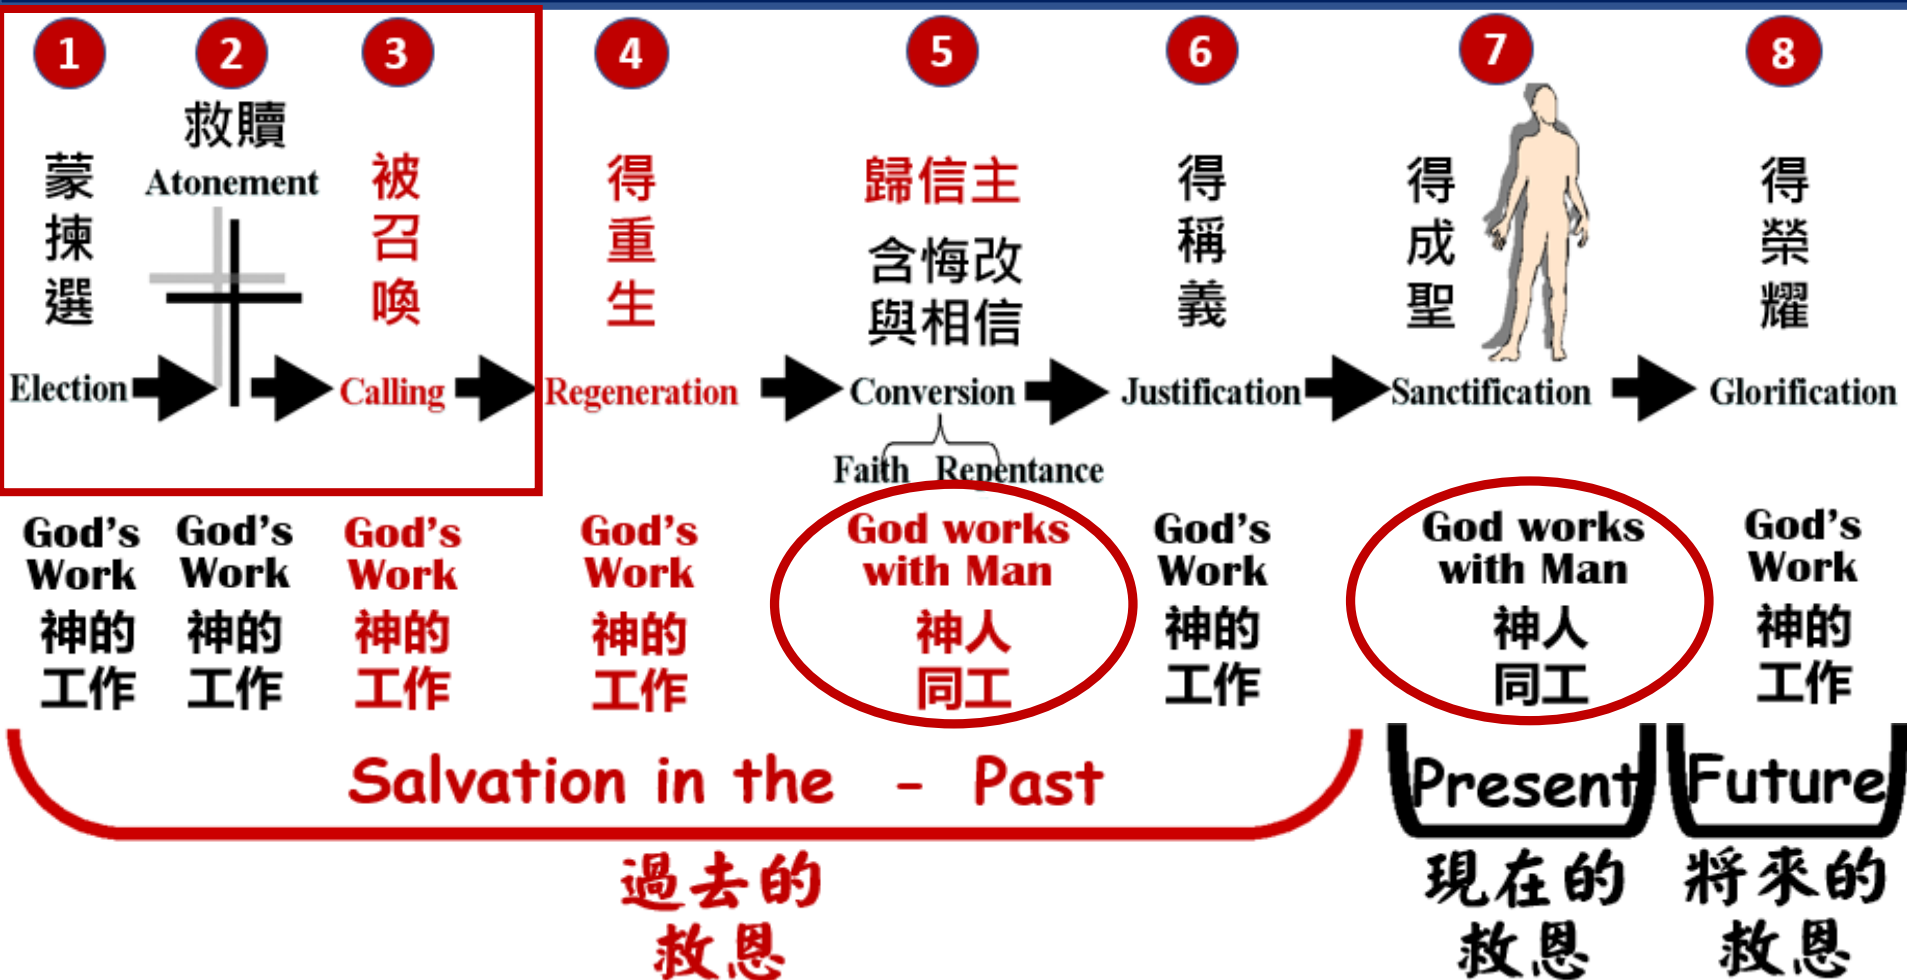 1
2
3
4
5
6
7
8
蒙揀選
Election
救贖
Atonement
被召喚
Calling
得重生
Regeneration
歸信主
含悔改
與相信
Conversion
Faith Repentance
得稱義
Justification
得成聖
Sanctification
得榮耀
Glorification
God's
Work
神的
工作
God's
Work
神的
工作
God's
Work
神的
工作
God's
Work
神的
工作
God works
with Man
神人
同工
God's
Work
神的
工作
God works
with Man
神人
同工
God's
Work
神的
工作
Salvation in the - Past
過去的
救恩
Present
現在的
救恩
Future
將來的
救恩